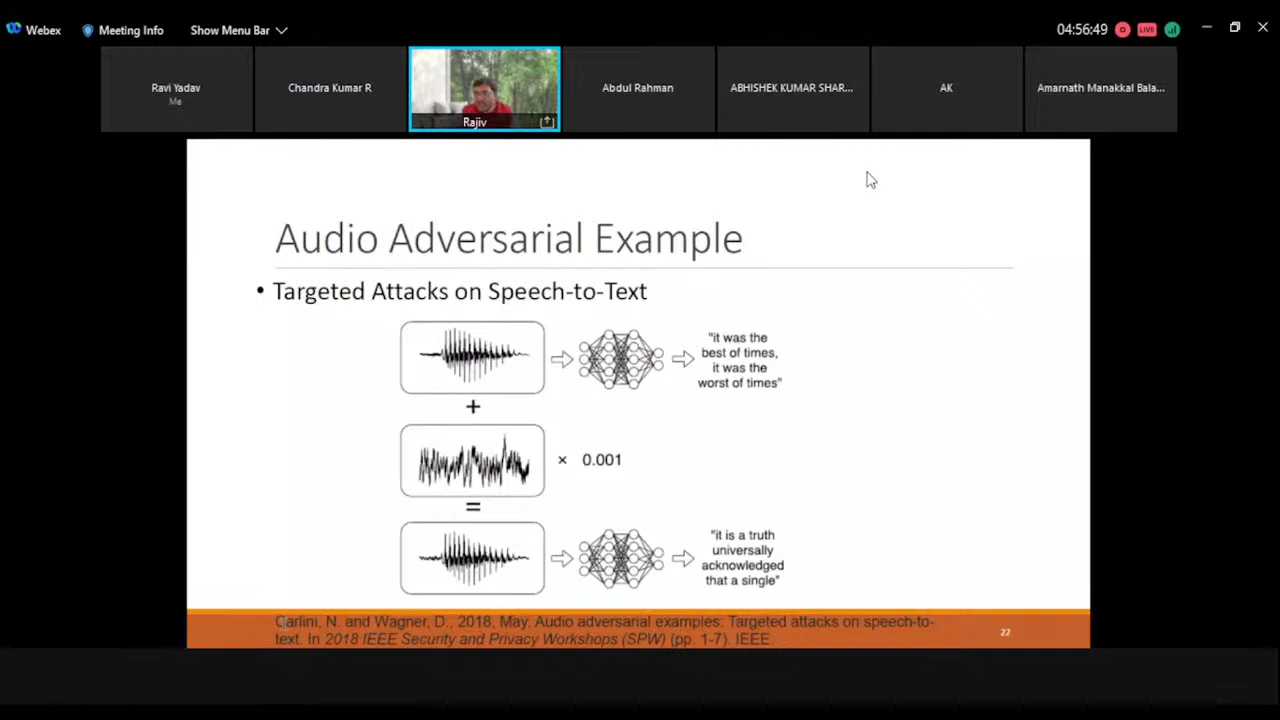 Webex
Meeting Info
Show Menu Bar
04:56:49
LIVE
Ravi Yadav
Me
Chandra Kumar R
Rajiv
Abdul Rahman
ABHISHEK KUMAR SHAR...
AK
Amarnath Manakkal Bala...
Audio Adversarial Example
• Targeted Attacks on Speech-to-Text
"it was the
best of times,
it was the
worst of times"
+
× 0.001
=
"it is a truth
universally
acknowledged
that a single"
Carlini, N. and Wagner, D., 2018, May. Audio adversarial examples: Targeted attacks on speech-to-
text. In 2018 IEEE Security and Privacy Workshops (SPW) (pp. 1-7). IEEE.
22